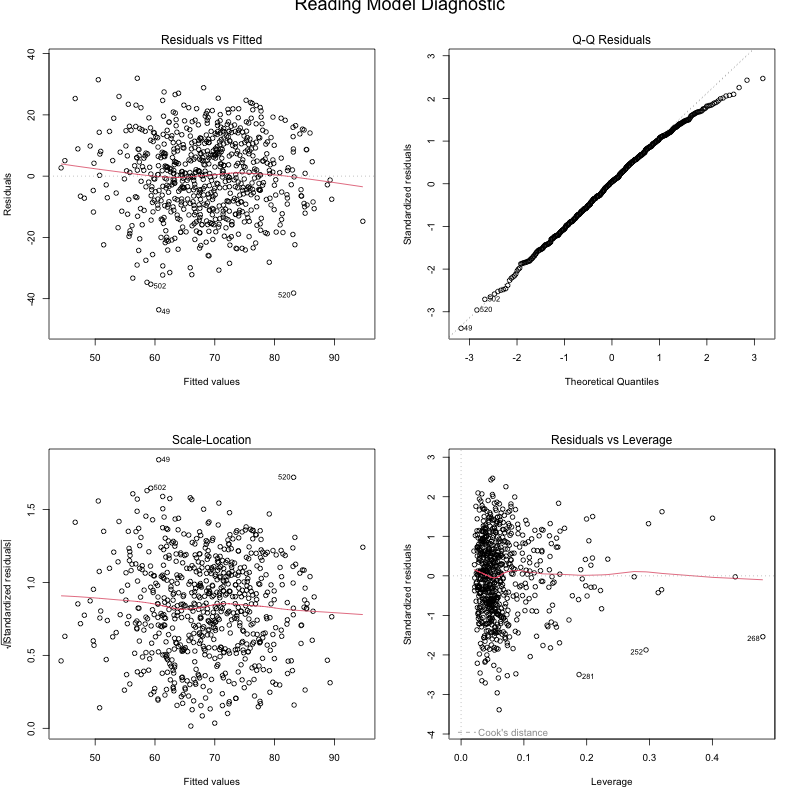 Reading Model Diagnostic
Residuals vs Fitted
Residuals
40
20
0
-20
-40
502
520
49
50 60 70 80 90
Fitted values
Q-Q Residuals
Standardized residuals
3
2
1
0
-1
-2
-3
502
520
49
-3 -2 -1 0 1 2 3
Theoretical Quantiles
Scale-Location
√|Standardized residuals|
1.5
1.0
0.5
0.0
49
520
502
50 60 70 80 90
Fitted values
Residuals vs Leverage
Standardized residuals
3
2
1
0
-1
-2
-3
-4
268
252
281
Cook's distance
0.0 0.1 0.2 0.3 0.4
Leverage